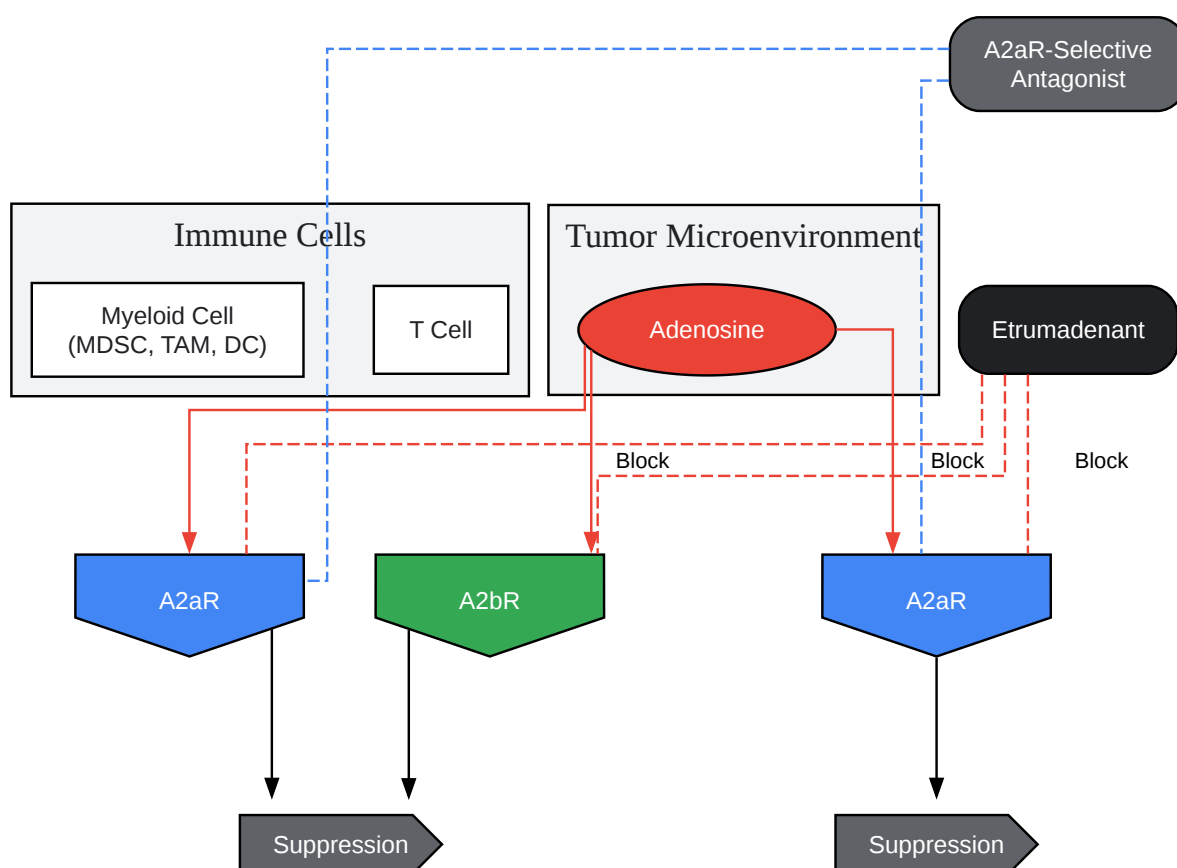 A2aR-Selective
Antagonist
Immune Cells
Tumor Microenvironment
Myeloid Cell
(MDSC, TAM, DC)
T Cell
Adenosine
Etrumadenant
Block
Block
Block
A2aR
A2bR
A2aR
Suppression
Suppression